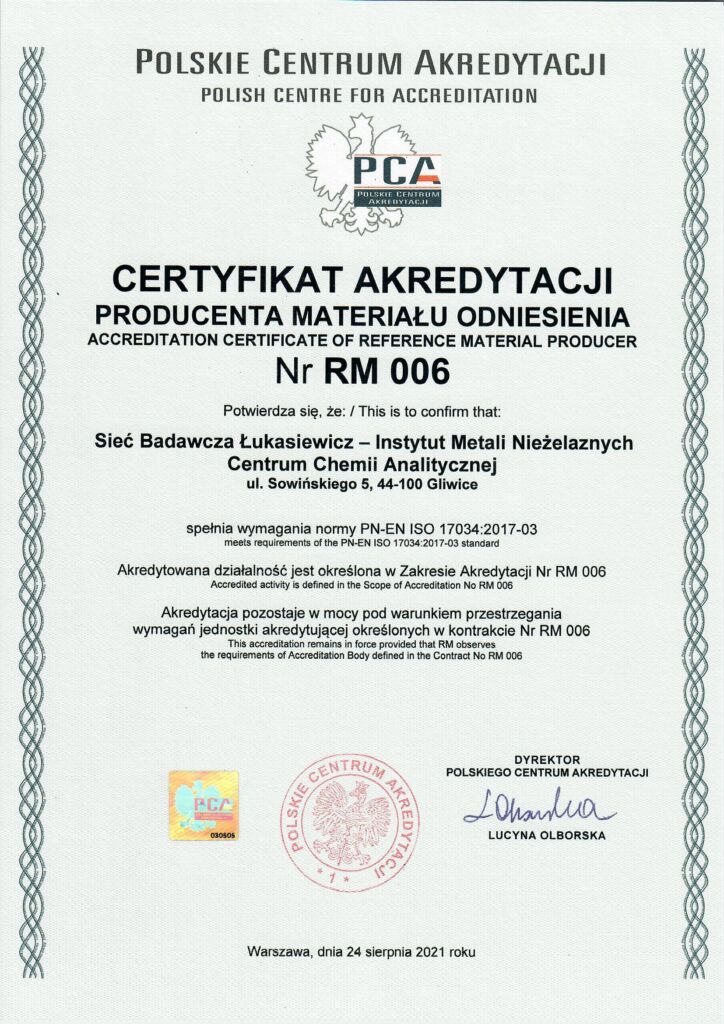 POLSKIE CENTRUM AKREDYTACJI
POLISH CENTRE FOR ACCREDITATION
PCA
POLSKIE CENTRUM
AKREDYTACJI
CERTYFIKAT AKREDYTACJI
PRODUCENTA MATERIAŁU ODNIESIENIA
ACCREDITATION CERTIFICATE OF REFERENCE MATERIAL PRODUCER
Nr RM 006
Potwierdza się, że: / This is to confirm that:
Sieć Badawcza Łukasiewicz – Instytut Metali Nieżelaznych
Centrum Chemii Analitycznej
ul. Sowińskiego 5, 44-100 Gliwice
spełnia wymagania normy PN-EN ISO 17034:2017-03
meets requirements of the PN-EN ISO 17034:2017-03 standard
Akredytowana działalność jest określona w Zakresie Akredytacji Nr RM 006
Accredited activity is defined in the Scope of Accreditation No RM 006
Akredytacja pozostaje w mocy pod warunkiem przestrzegania
wymagań jednostki akredytującej określonych w kontrakcie Nr RM 006
This accreditation remains in force provided that RM observes
the requirements of Accreditation Body defined in the Contract No RM 006
DYREKTOR
POLSKIEGO CENTRUM AKREDYTACJI
LUCYNA OLBORSKA
PCA
030505
POLSKIE CENTRUM AKREDYTACJI
* 1 *
Warszawa, dnia 24 sierpnia 2021 roku